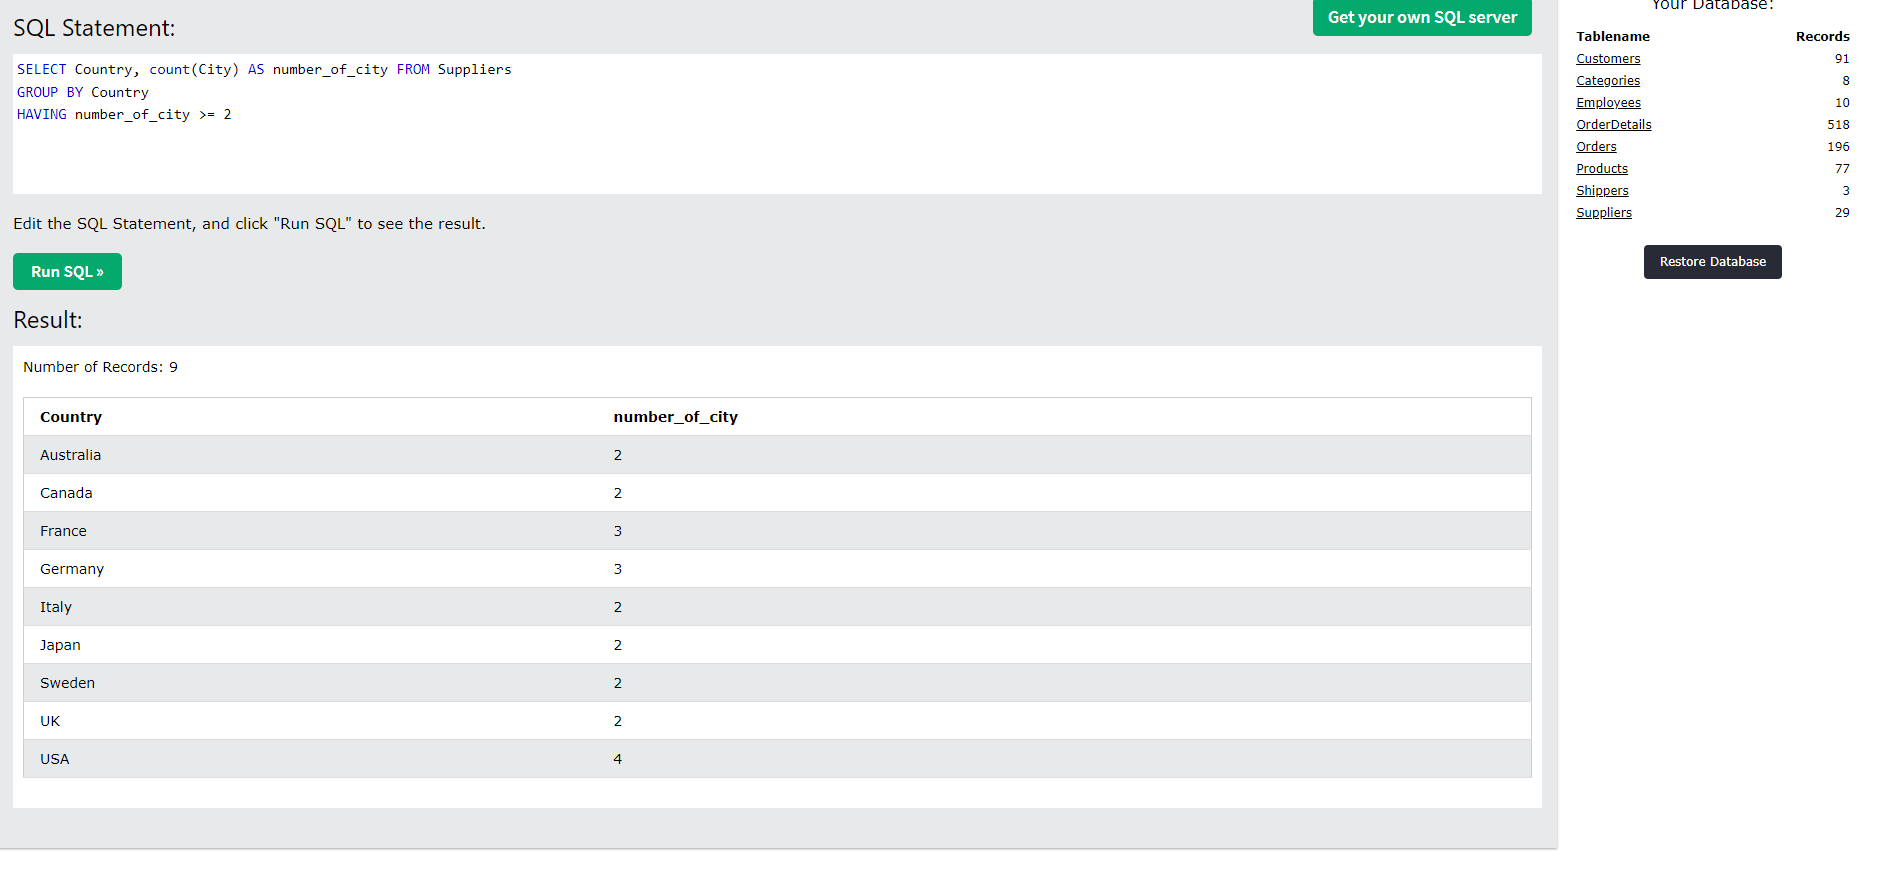 SQL Statement:
Get your own SQL server
SELECT Country, count(City) AS number_of_city FROM Suppliers
GROUP BY Country
HAVING number_of_city >= 2
Edit the SQL Statement, and click "Run SQL" to see the result.
Run SQL »
Result:
Number of Records: 9
Country number_of_city
Australia 2
Canada 2
France 3
Germany 3
Italy 2
Japan 2
Sweden 2
UK 2
USA 4
Your Database:
Tablename Records
Customers 91
Categories 8
Employees 10
OrderDetails 518
Orders 196
Products 77
Shippers 3
Suppliers 29
Restore Database